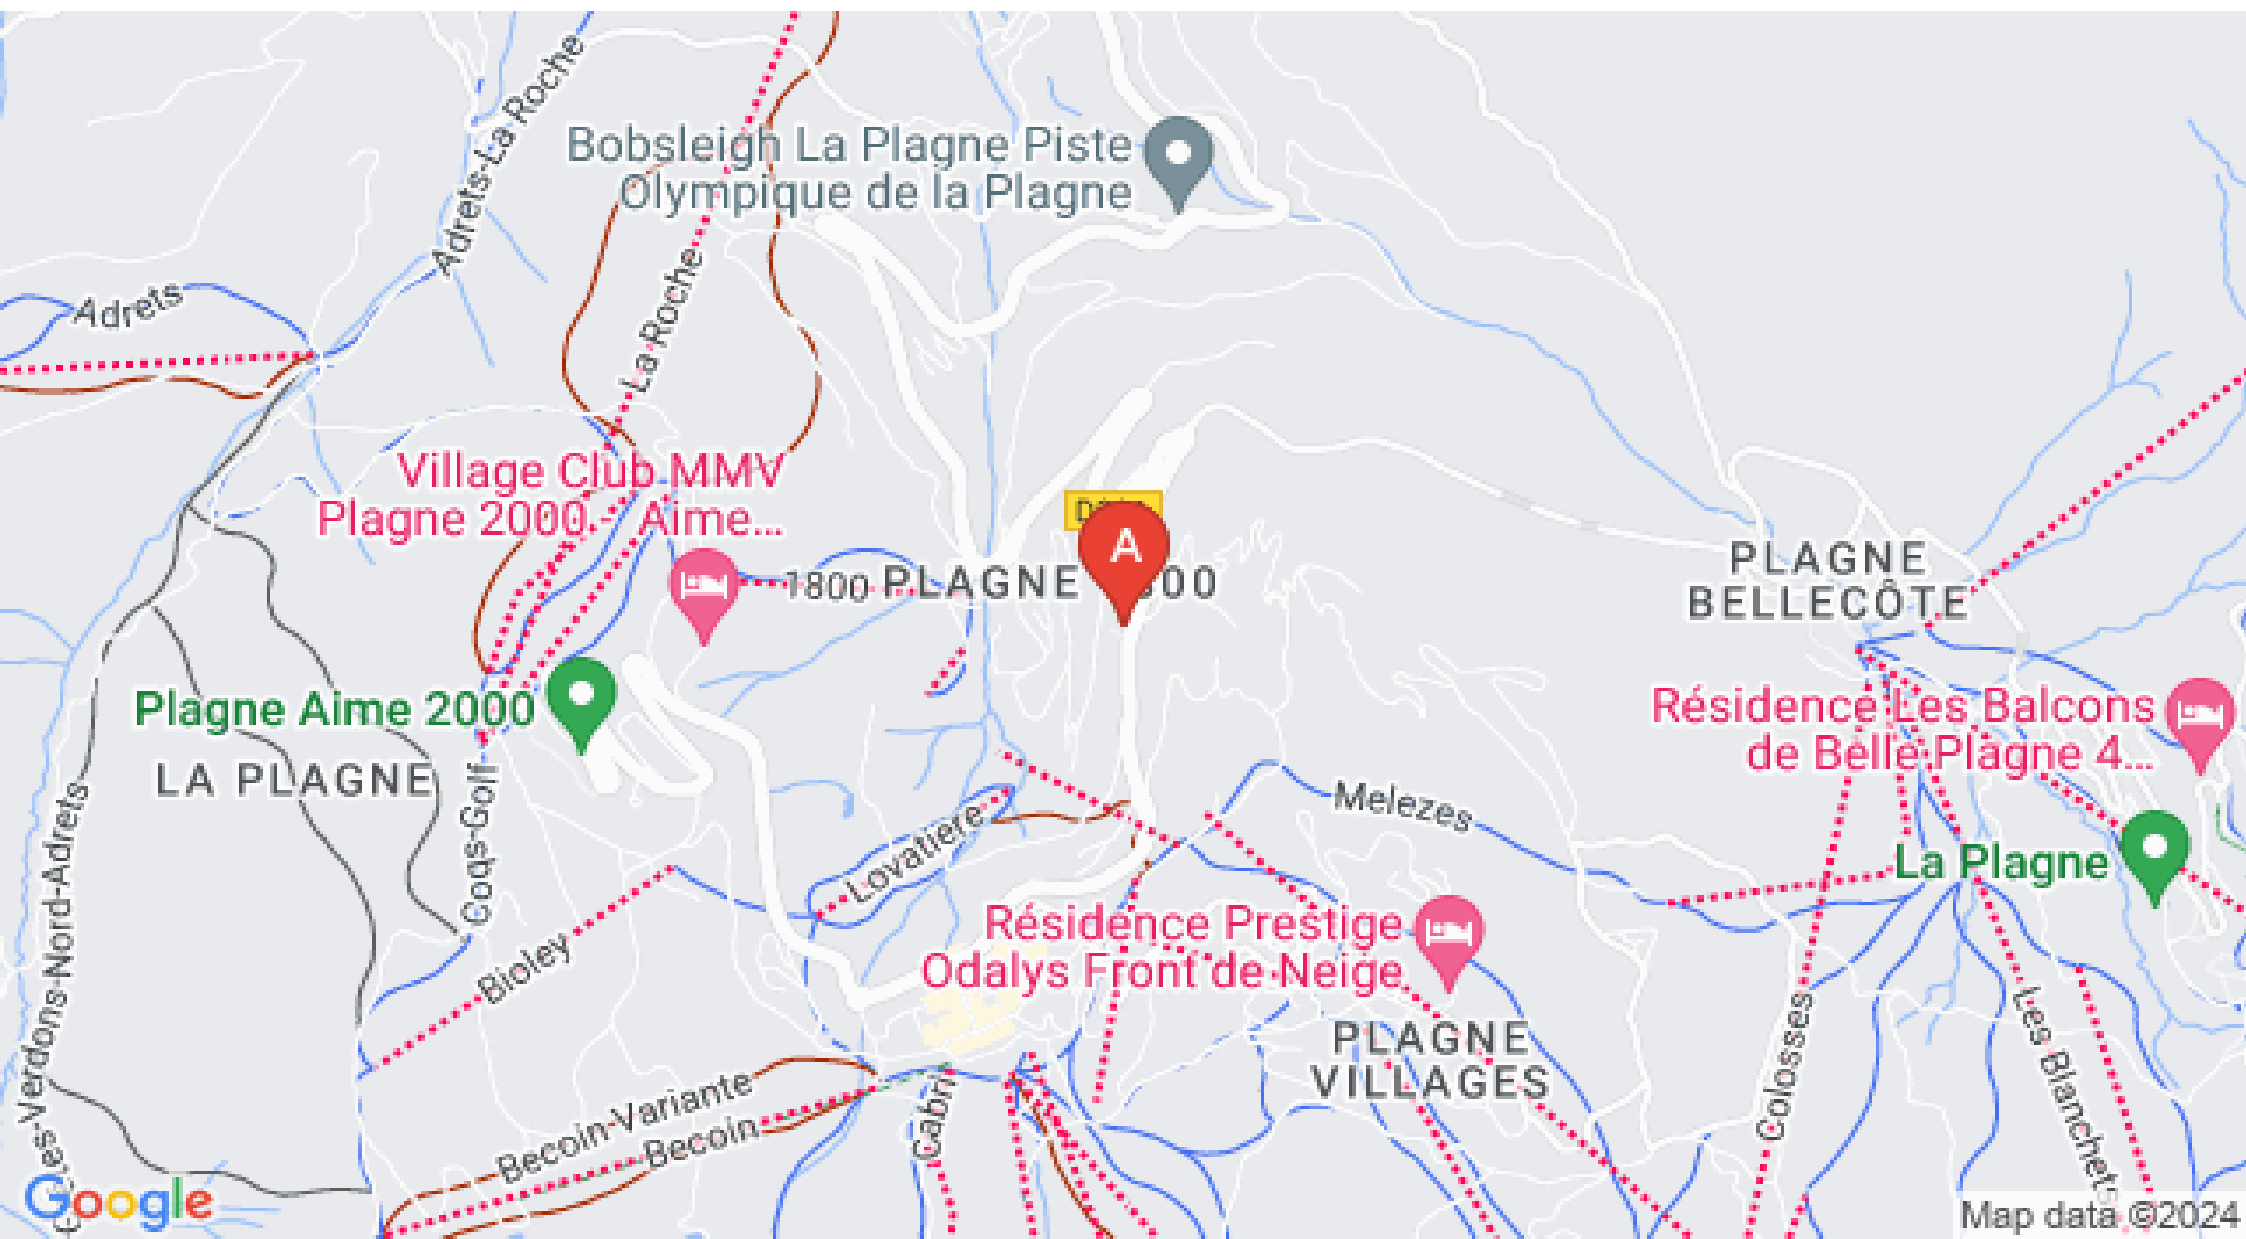 Adrets-La Roche
Bobsleigh La Plagne Piste
Olympique de la Plagne
Adrets
La Roche
Village Club MMV
Plagne 2000 - Aime...
A
1800
PLAGNE
PLAGNE
BELLECÔTE
Plagne Aime 2000
LA PLAGNE
Résidence Les Balcons
de Belle Plagne 4...
Melezes
Lovatiere
Coqs-Golf
La Plagne
Les-Verdons-Nord-Adrets
Bioley
Résidence Prestige
Odalys Front de Neige
PLAGNE
VILLAGES
Colosses
Les Blanchets
Becoin-Variante
Becoin
Google
Map data ©2024